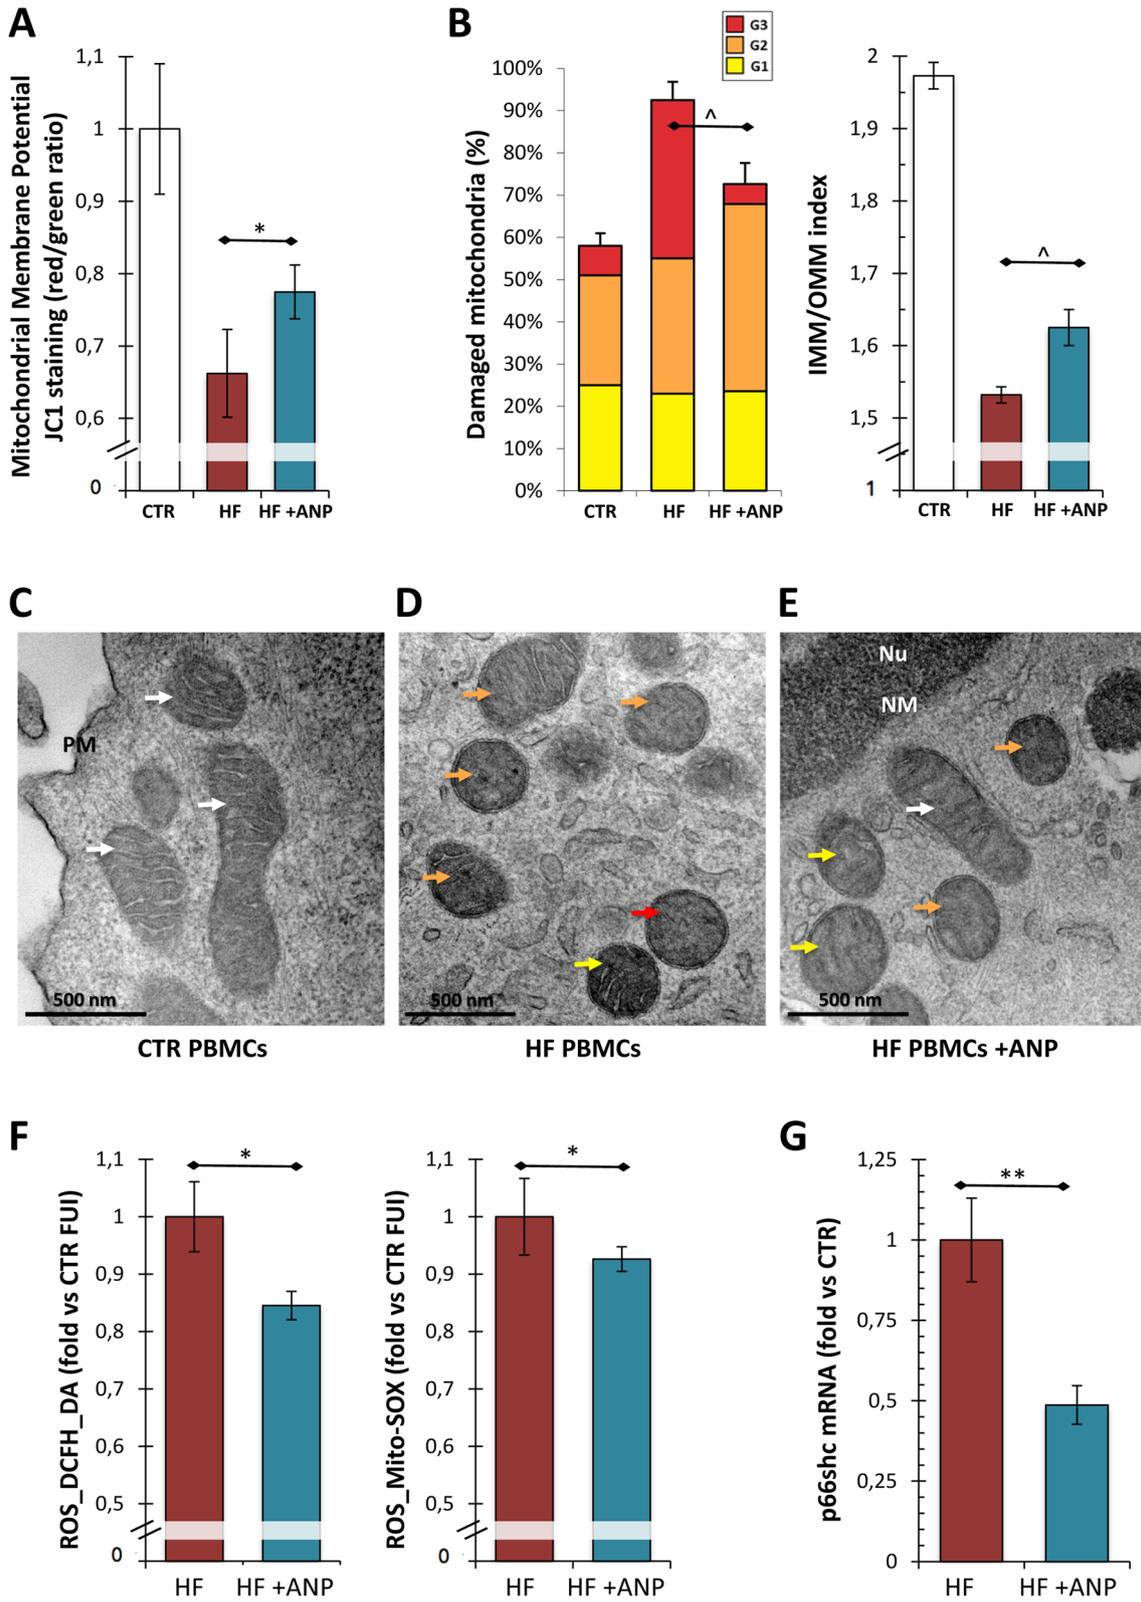 A
Mitochondrial Membrane Potential
JC1 staining (red/green ratio)
1,1
1
0,9
0,8
0,7
0,6
0
*
CTR HF HF +ANP
B
G3
G2
G1
Damaged mitochondria (%)
100%
90%
80%
70%
60%
50%
40%
30%
20%
10%
0%
^
CTR HF HF +ANP
IMM/OMM index
2
1,9
1,8
1,7
1,6
1,5
1
^
CTR HF HF +ANP
C
PM
500 nm
CTR PBMCs
D
500 nm
HF PBMCs
E
Nu
NM
500 nm
HF PBMCs +ANP
F
ROS_DCFH_DA (fold vs CTR FUI)
1,1
1
0,9
0,8
0,7
0,6
0,5
0
*
HF HF +ANP
ROS_Mito-SOX (fold vs CTR FUI)
1,1
1
0,9
0,8
0,7
0,6
0,5
0
*
HF HF +ANP
G
p66shc mRNA (fold vs CTR)
1,25
1
0,75
0,5
0,25
0
**
HF HF +ANP